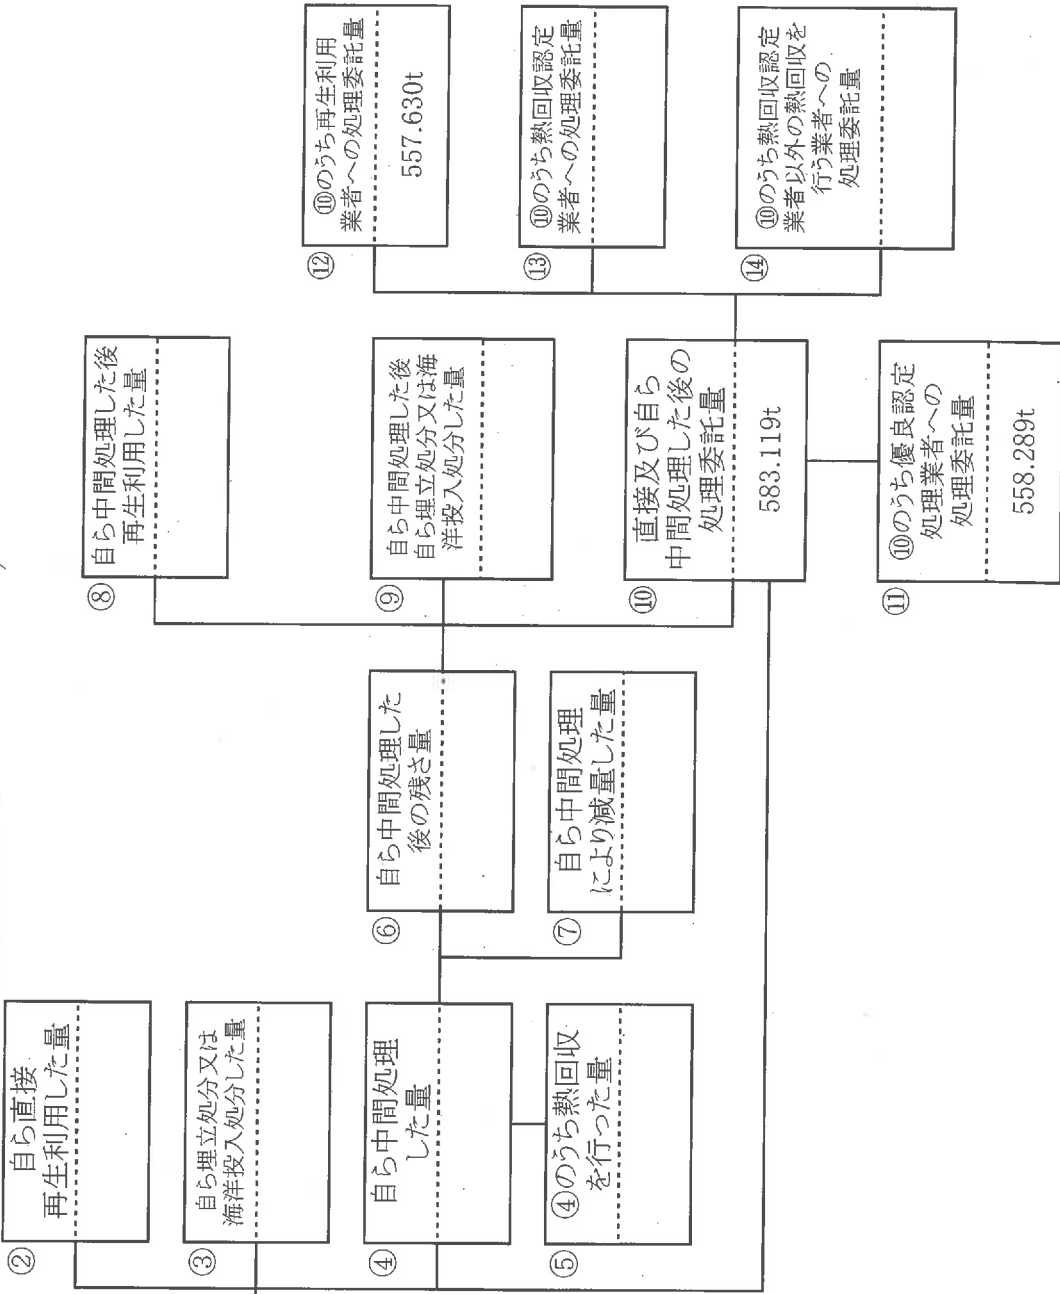 ②
自ら直接
再生利用した量
③
自ら埋立処分又は
海洋投入処分した量
④
自ら中間処理
した量
⑤
④のうち熱回収
を行った量
⑥
自ら中間処理した
後の残さ量
⑦
自ら中間処理
により減量した量
⑧
自ら中間処理した後
再生利用した量
⑨
自ら中間処理した後
自ら埋立処分又は海
洋投入処分した量
⑩
直接及び自ら
中間処理した後の
処理委託量
583.119t
⑪
⑩のうち優良認定
処理業者への
処理委託量
558.289t
⑫
⑩のうち再生利用
業者への処理委託量
557.630t
⑬
⑩のうち熱回収認定
業者への処理委託量
⑭
⑩のうち熱回収認定
業者以外の熱回収を
行う業者への
処理委託量